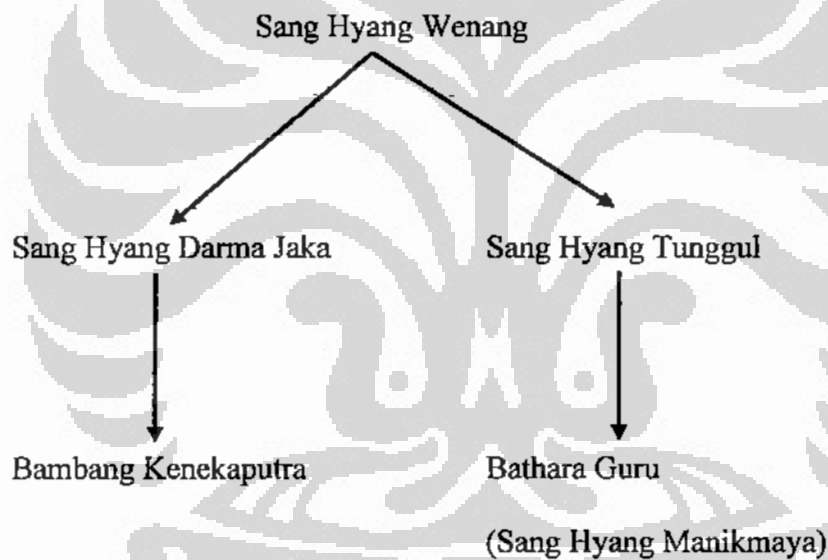 Sang Hyang Wenang
Sang Hyang Darma Jaka
Sang Hyang Tunggul
Bambang Kenekaputra
Bathara Guru
(Sang Hyang Manikmaya)